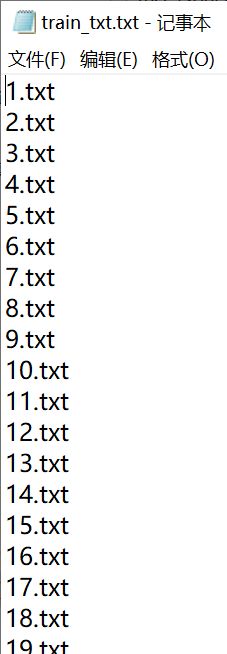 train_txt.txt - 记事本
文件(F) 编辑(E) 格式(O)
1.txt
2.txt
3.txt
4.txt
5.txt
6.txt
7.txt
8.txt
9.txt
10.txt
11.txt
12.txt
13.txt
14.txt
15.txt
16.txt
17.txt
18.txt
19.txt